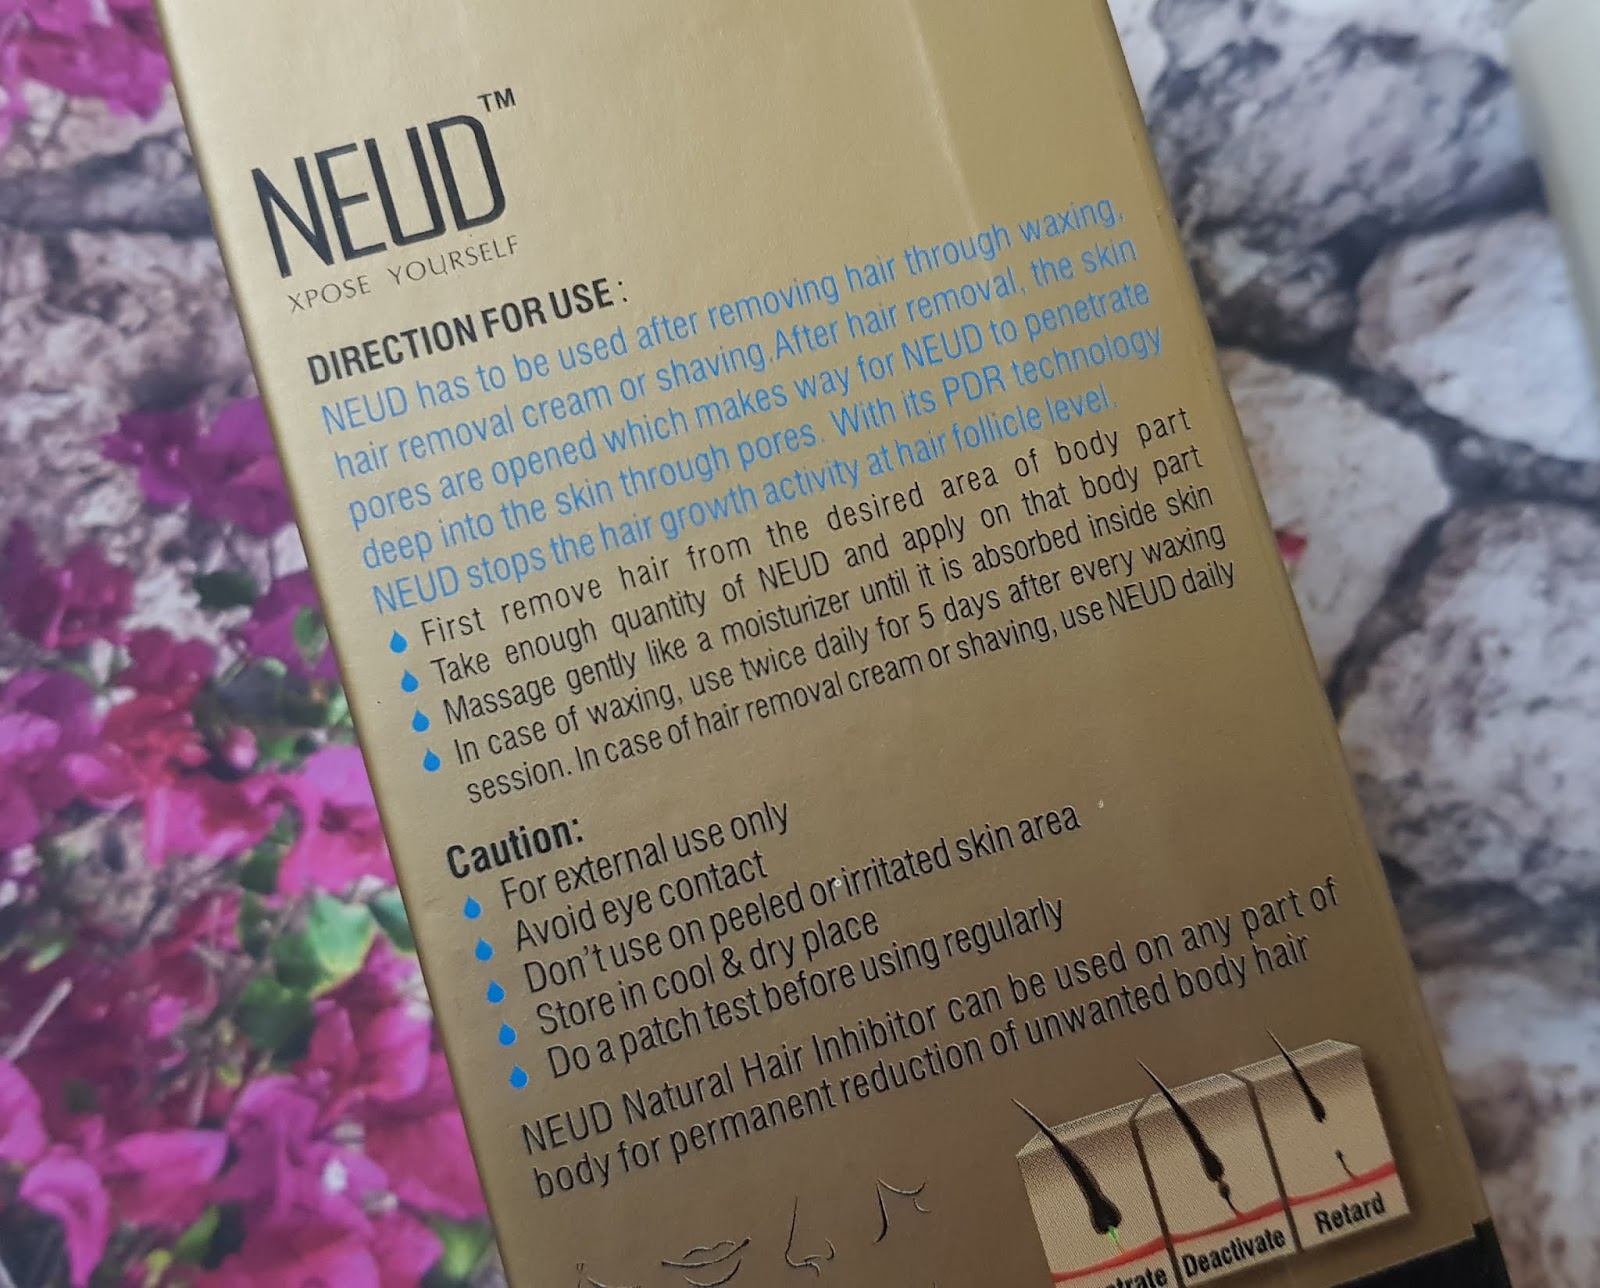 NEUD™
XPOSE YOURSELF
DIRECTION FOR USE :
NEUD has to be used after removing hair through waxing,
hair removal cream or shaving.After hair removal, the skin
pores are opened which makes way for NEUD to penetrate
deep into the skin through pores. With its PDR technology
NEUD stops the hair growth activity at hair follicle level.
First remove hair from the desired area of body part
Take enough quantity of NEUD and apply on that body part
Massage gently like a moisturizer until it is absorbed inside skin
In case of waxing, use twice daily for 5 days after every waxing
session. In case of hair removal cream or shaving, use NEUD daily
Caution:
For external use only
Avoid eye contact
Don't use on peeled or irritated skin area
Store in cool & dry place
Do a patch test before using regularly
NEUD Natural Hair Inhibitor can be used on any part of
body for permanent reduction of unwanted body hair
Deactivate
Retard